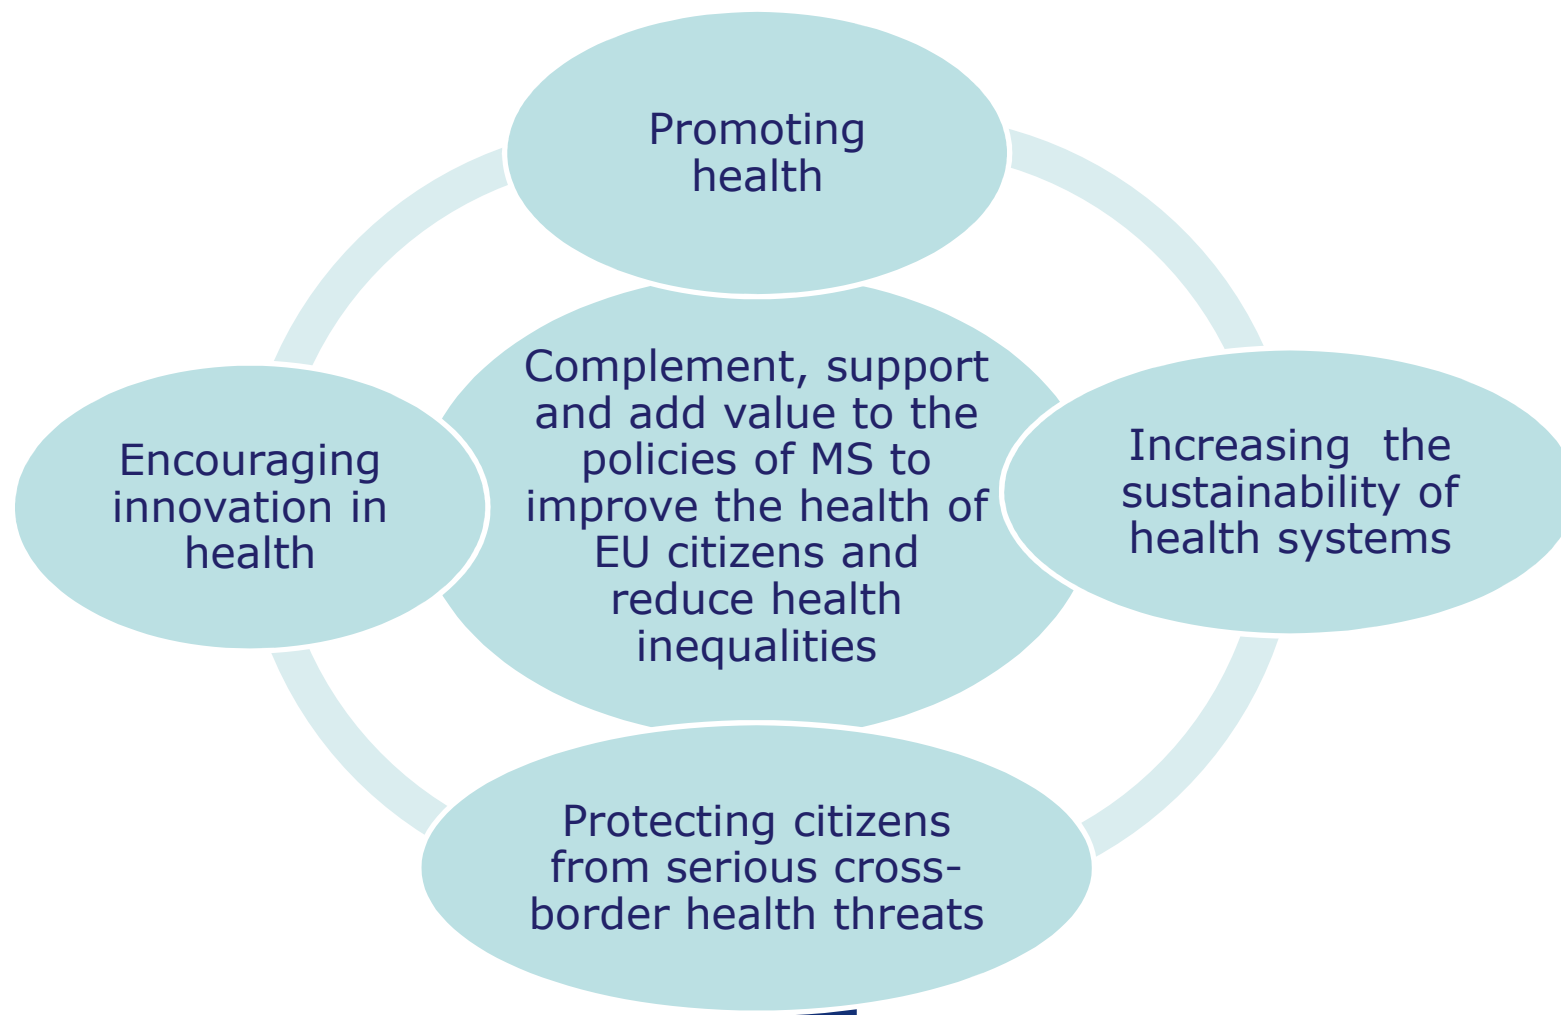 Promoting
health
Complement, support
and add value to the
policies of MS to
improve the health of
EU citizens and
reduce health
inequalities
Encouraging
innovation in
health
Increasing  the
sustainability of
health systems
Protecting citizens
from serious cross-
border health threats